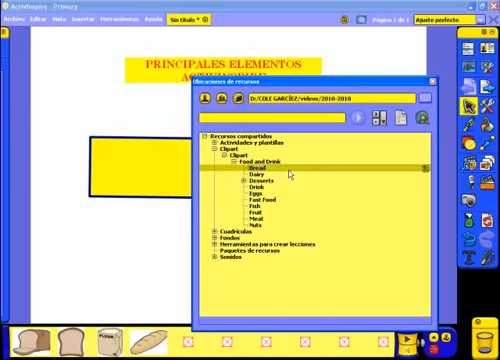 ActivInspire - Primary
Archivo Editar Vista Insertar Herramientas Ayuda
Sin título *
Página 1 de 1
Ajuste perfecto
PRINCIPALES ELEMENTOS
ACTIVINSPIRE
Ubicaciones de recursos
D:/COLE GARCÍEZ/videos/2010-2010
Recursos compartidos
Actividades y plantillas
Clipart
Clipart
Food and Drink
Bread
Dairy
Desserts
Drink
Eggs
Fast Food
Fish
Fruit
Meat
Nuts
Cuadrículas
Fondos
Herramientas para crear lecciones
Paquetes de recursos
Sonidos
FLOUR